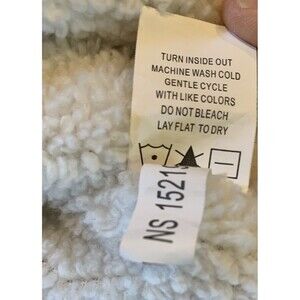 TURN INSIDE OUT
MACHINE WASH COLD
GENTLE CYCLE
WITH LIKE COLORS
DO NOT BLEACH
LAY FLAT TO DRY
NS 1521